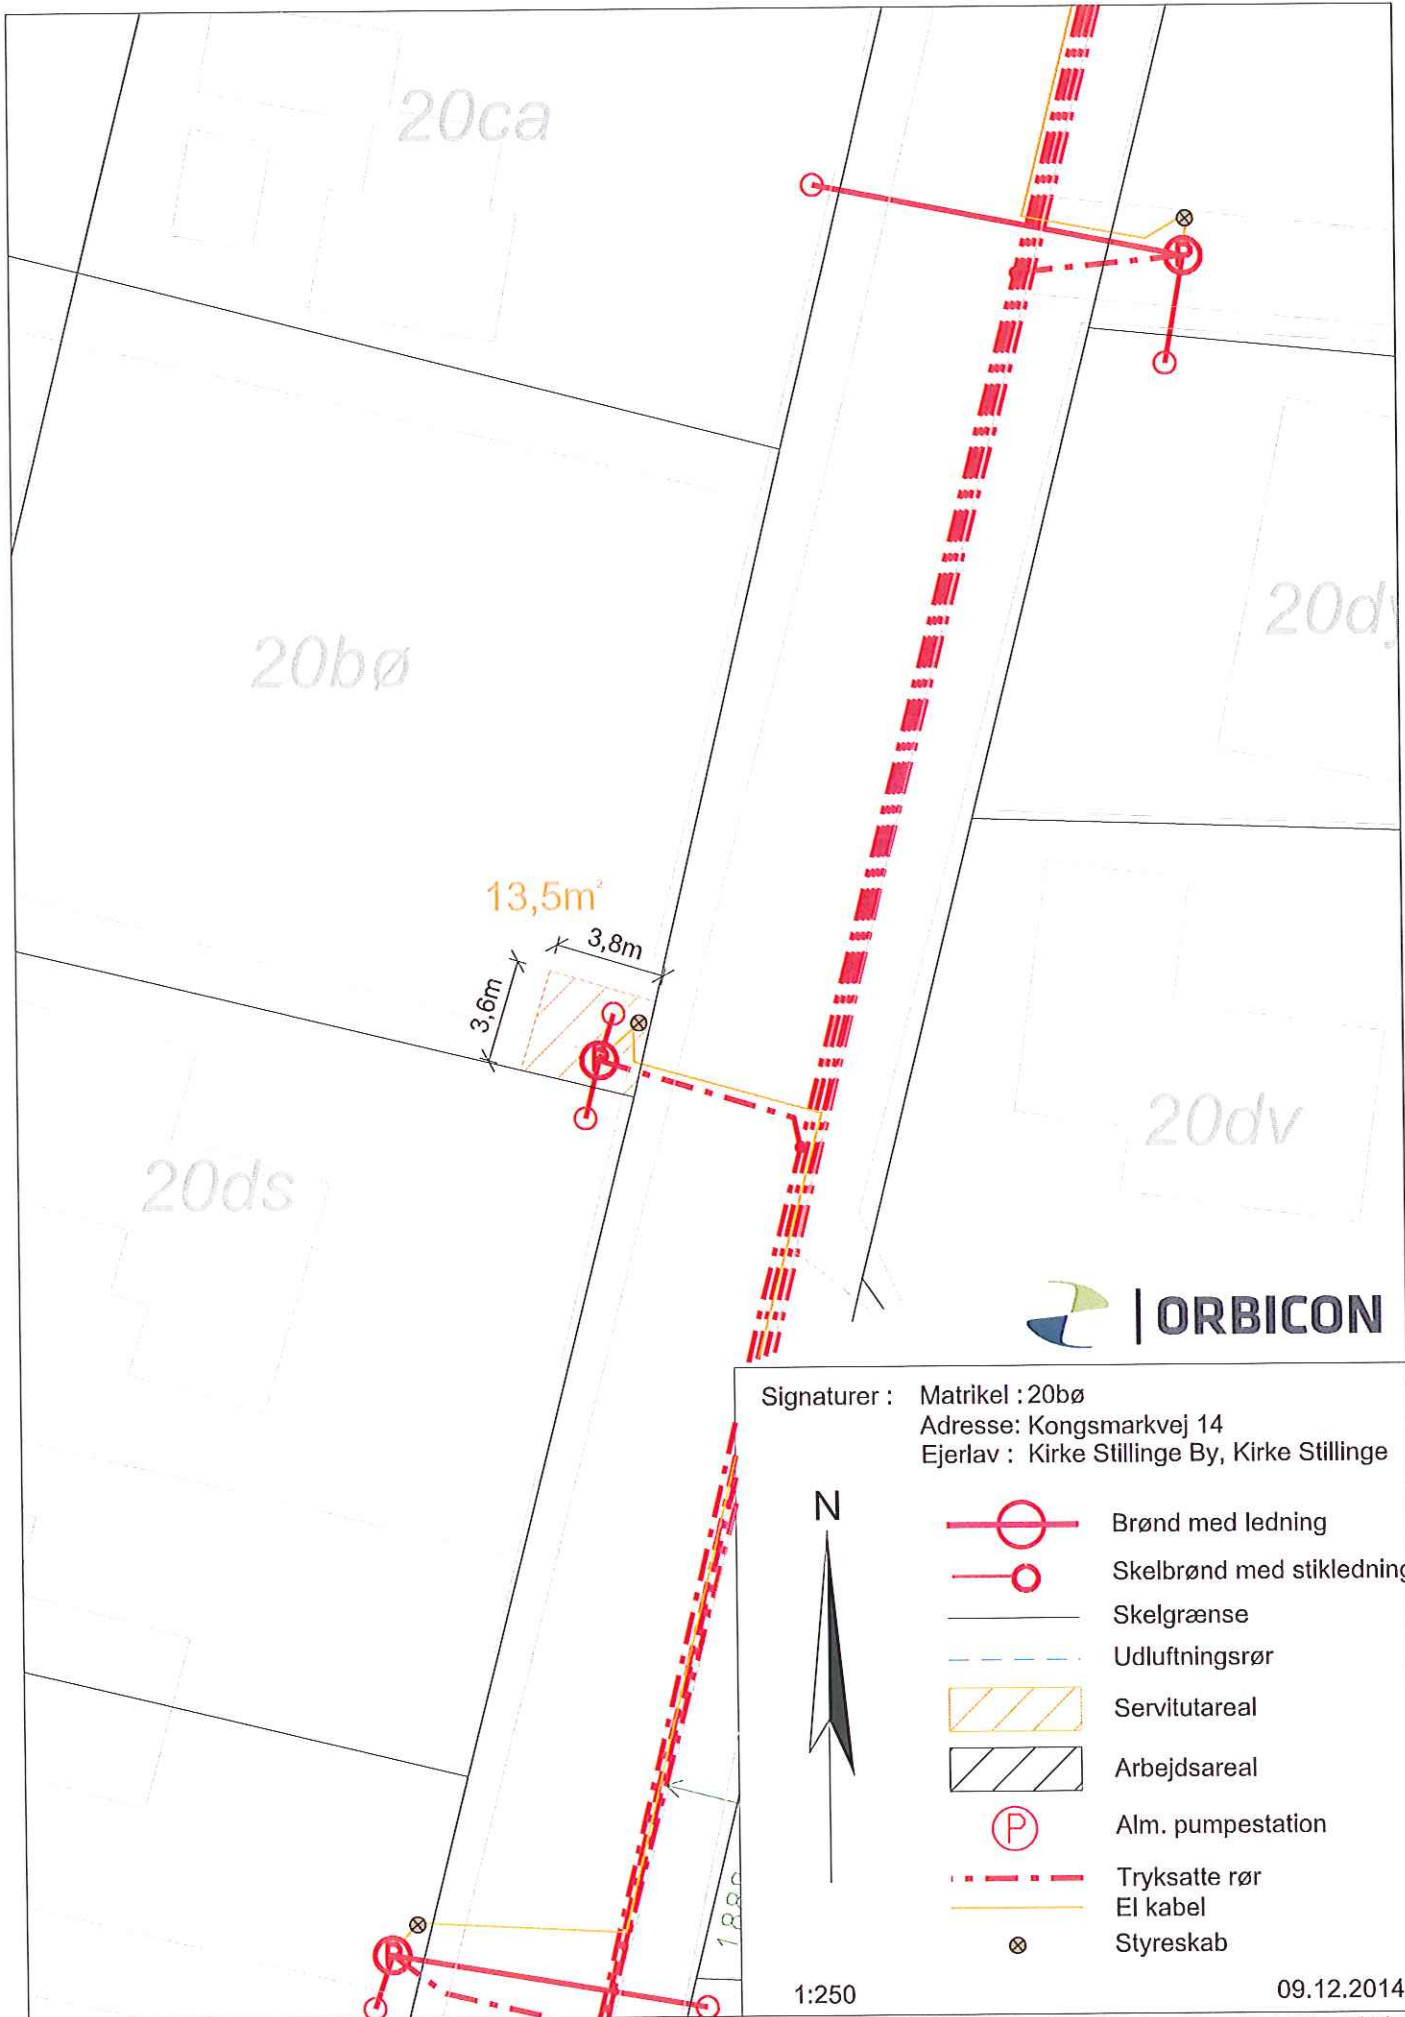 20ca
20bø
20dy
13,5m²
3,8m
3,6m
20ds
20dv
ORBICON
Signaturer : Matrikel : 20bø
Adresse: Kongsmarkvej 14
Ejerlav : Kirke Stillinge By, Kirke Stillinge
N
Brønd med ledning
Skelbrønd med stikledning
Skelgrænse
Udluftningsrør
Servitutareal
Arbejdsareal
P Alm. pumpestation
Tryksatte rør
El kabel
Styreskab
1:250 09.12.2014
P
P
P